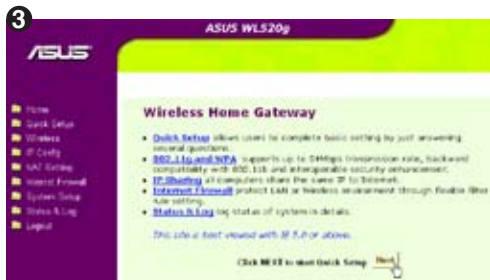 3
ASUS WL520g
ASUS
Home
Quick Setup
Wireless
IP Config
NAT Setting
Internet Firewall
System Setup
Status & Log
Logout
Wireless Home Gateway
• Quick Setup allows users to complete basic setting by just answering
several questions.
• 802.11g and WPA supports up to 54Mbps transmission rate, backward
compatibility with 802.11b and interoperable security enhancement.
• IP Sharing all computers share the same IP to Internet.
• Internet Firewall protect LAN or Wireless environment through flexible filter
rule setting.
• Status & Log log status of system in details.
This site is best viewed with IE 5.0 or above.
Click NEXT to start Quick Setup Next